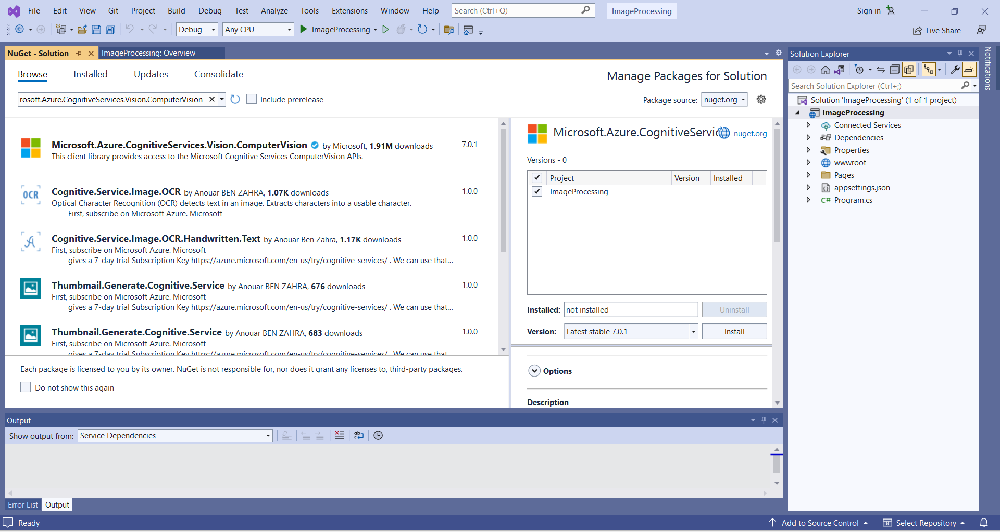 File Edit View Git Project Build Debug Test Analyze Tools Extensions Window Help Search (Ctrl+Q) ImageProcessing Sign in
Debug Any CPU ImageProcessing Live Share
NuGet - Solution ImageProcessing: Overview
Browse Installed Updates Consolidate Manage Packages for Solution
rosoft.Azure.CognitiveServices.Vision.ComputerVision Include prerelease Package source: nuget.org
Microsoft.Azure.CognitiveServices.Vision.ComputerVision by Microsoft, 1.91M downloads 7.0.1
This client library provides access to the Microsoft Cognitive Services ComputerVision APIs.
Cognitive.Service.Image.OCR by Anouar BEN ZAHRA, 1.07K downloads 1.0.0
Optical Character Recognition (OCR) detects text in an image. Extracts characters into a usable character.
First, subscribe on Microsoft Azure. Microsoft
OCR
Cognitive.Service.Image.OCR.Handwritten.Text by Anouar Ben Zahra, 1.17K downloads 1.0.0
First, subscribe on Microsoft Azure. Microsoft
gives a 7-day trial Subscription Key https://azure.microsoft.com/en-us/try/cognitive-services/ . We can use that...
A
Thumbmail.Generate.Cognitive.Service by Anouar BEN ZAHRA, 676 downloads 1.0.0
First, subscribe on Microsoft Azure. Microsoft
gives a 7-day trial Subscription Key https://azure.microsoft.com/en-us/try/cognitive-services/ . We can use that...
Thumbnail.Generate.Cognitive.Service by Anouar BEN ZAHRA, 683 downloads 1.0.0
First, subscribe on Microsoft Azure. Microsoft
gives a 7-day trial Subscription Key https://azure.microsoft.com/en-us/try/cognitive-services/ . We can use that
Each package is licensed to you by its owner. NuGet is not responsible for, nor does it grant any licenses to, third-party packages.
Do not show this again
Microsoft.Azure.CognitiveServic nuget.org
Versions - 0
Project Version Installed
ImageProcessing
Installed: not installed Uninstall
Version: Latest stable 7.0.1 Install
Options
Description
Output
Show output from: Service Dependencies
Error List Output
Solution Explorer
Search Solution Explorer (Ctrl+;)
Solution 'ImageProcessing' (1 of 1 project)
ImageProcessing
Connected Services
Dependencies
Properties
wwwroot
Pages
appsettings.json
C# Program.cs
Notifications
Ready Add to Source Control Select Repository